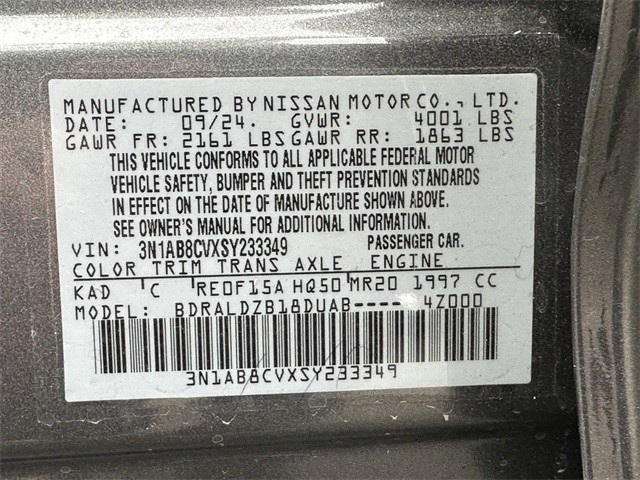 MANUFACTURED BY NISSAN MOTOR CO., LTD.
DATE: 09/24. GVWR: 4001 LBS
GAWR FR: 2161 LBS GAWR RR: 1863 LBS
THIS VEHICLE CONFORMS TO ALL APPLICABLE FEDERAL MOTOR
VEHICLE SAFETY, BUMPER AND THEFT PREVENTION STANDARDS
IN EFFECT ON THE DATE OF MANUFACTURE SHOWN ABOVE.
SEE OWNER'S MANUAL FOR ADDITIONAL INFORMATION.
VIN: 3N1AB8CVXSY233349 PASSENGER CAR.
COLOR TRIM TRANS AXLE ENGINE
KAD C RE0F15A HQ50 MR20 1997 CC
MODEL: BDRALDZB18DUAB---- 4Z000
3N1AB8CVXSY233349